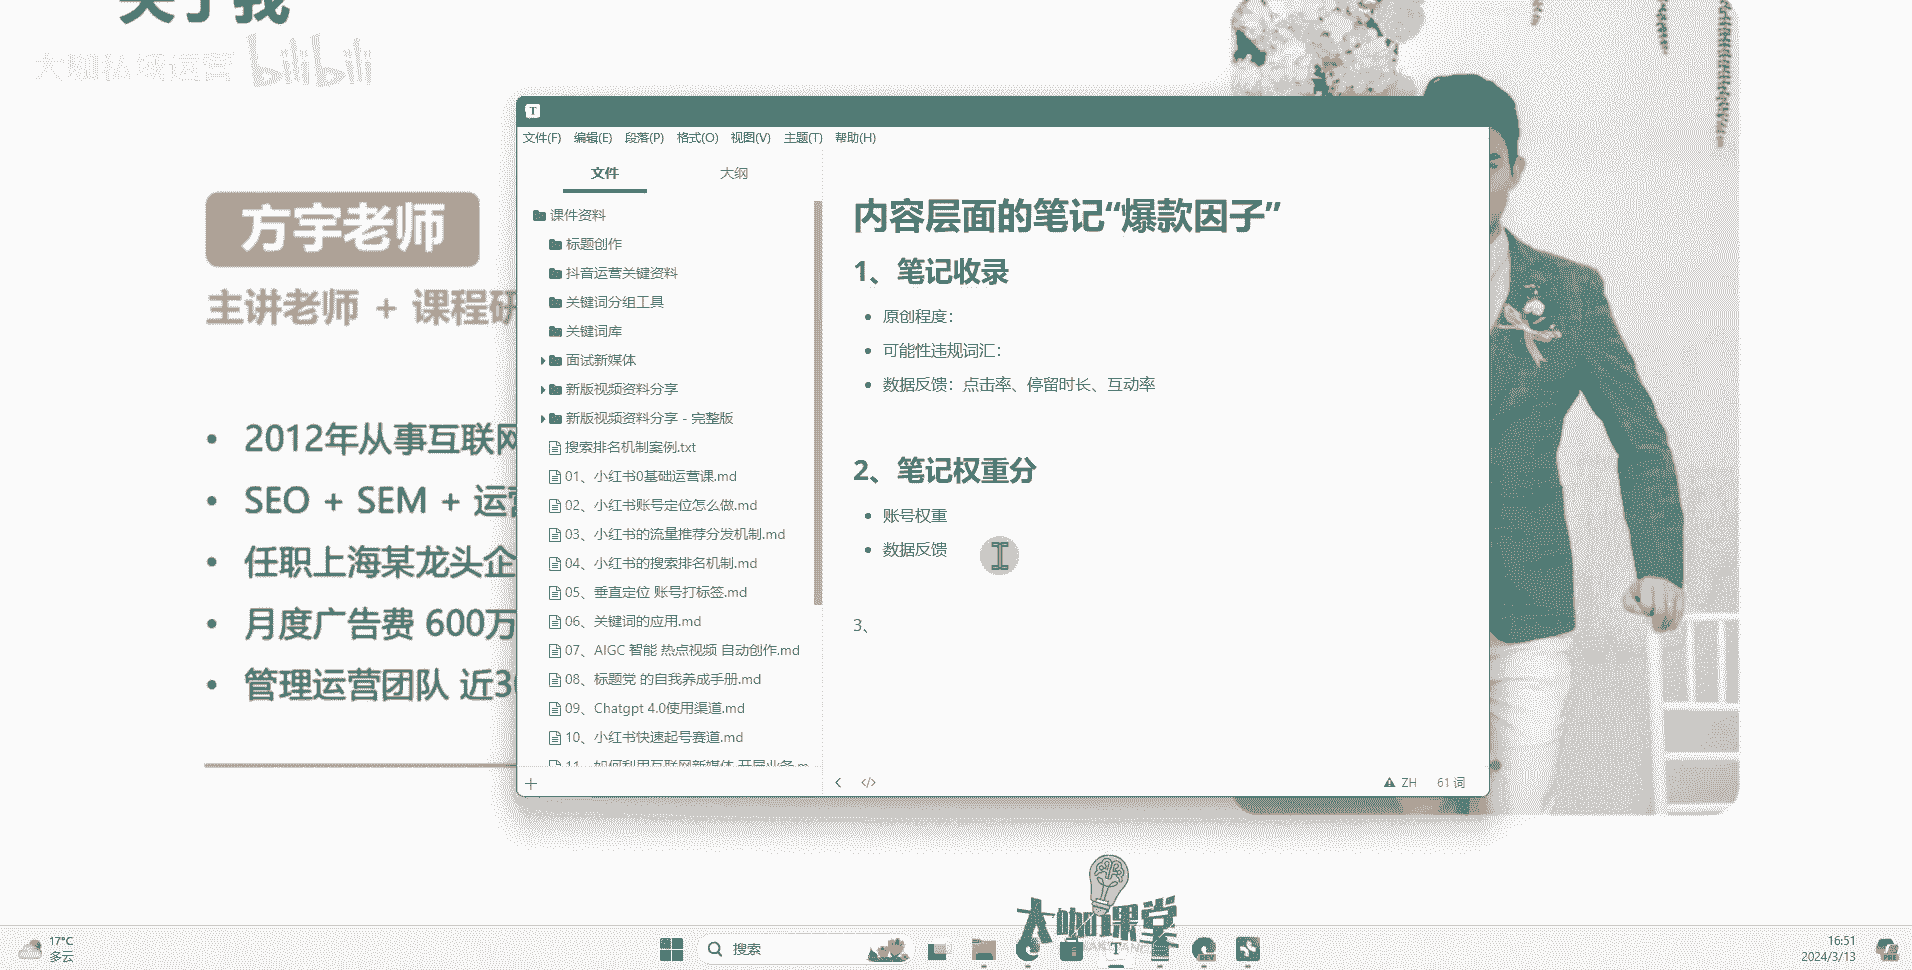 关于我
大咖私域运营 bilibili
方宇老师
主讲老师 + 课程研
2012年从事互联网
SEO + SEM + 运营
任职上海某龙头企
月度广告费 600万
管理运营团队 近30
T
文件(F) 编辑(E) 段落(P) 格式(O) 视图(V) 主题(T) 帮助(H)
文件 大纲
课件资料
标题创作
抖音运营关键资料
关键词分组工具
关键词库
面试新媒体
新版视频资料分享
新版视频资料分享 - 完整版
搜索排名机制案例.txt
01、小红书0基础运营课.md
02、小红书账号定位怎么做.md
03、小红书的流量推荐分发机制.md
04、小红书的搜索排名机制.md
05、垂直定位 账号打标签.md
06、关键词的应用.md
07、AIGC 智能 热点视频 自动创作.md
08、标题党 的自我养成手册.md
09、Chatgpt 4.0使用渠道.md
10、小红书快速起号赛道.md
11、如何利用互联网新媒体 开展业务.m
内容层面的笔记“爆款因子”
1、笔记收录
原创程度：
可能性违规词汇：
数据反馈：点击率、停留时长、互动率
2、笔记权重分
账号权重
数据反馈
3、
ZH 61 词
大咖课堂
17°C
多云
搜索
16:51
2024/3/13